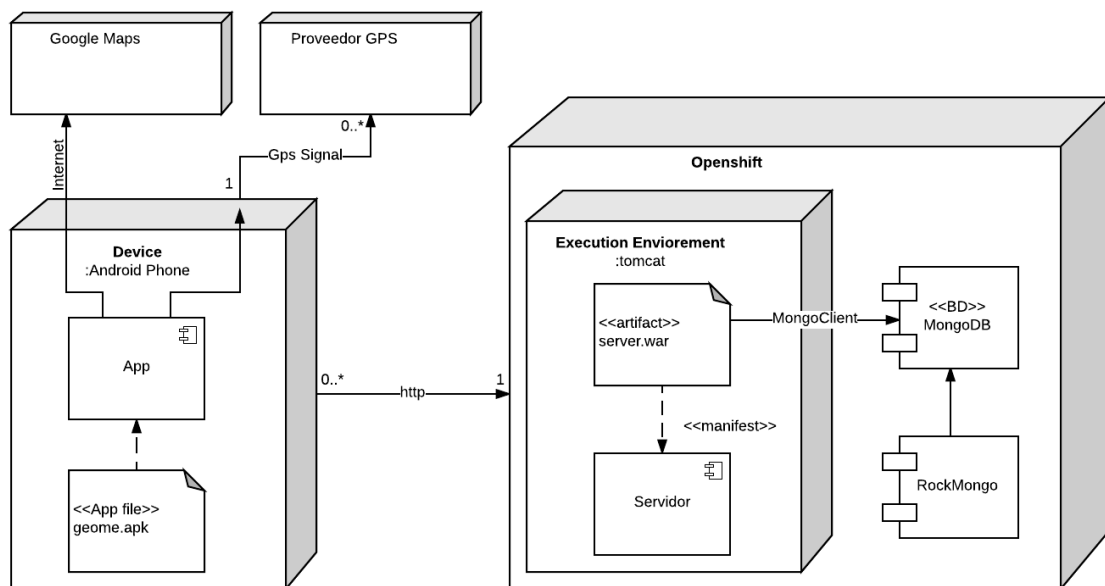 Google Maps
Proveedor GPS
0..*
Internet
Gps Signal
1
Openshift
Device
:Android Phone
Execution Enviorement
:tomcat
<<artifact>>
server.war
MongoClient
<<BD>>
MongoDB
App
0..*
http
1
<<manifest>>
<<App file>>
geome.apk
Servidor
RockMongo